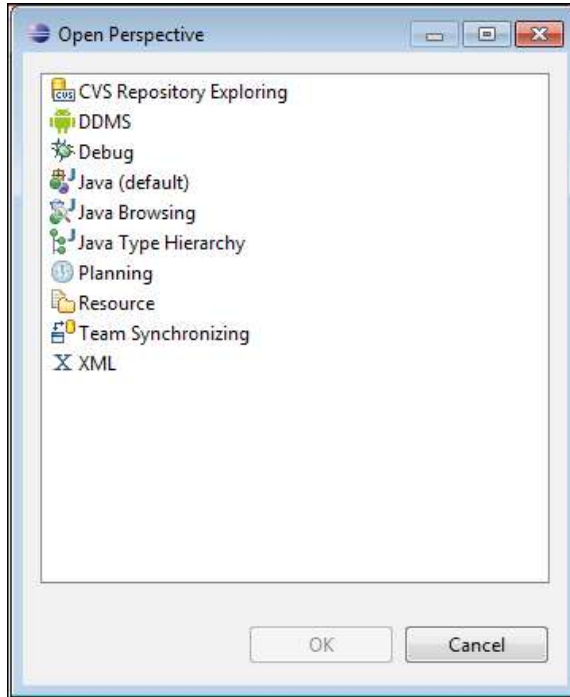 Open Perspective
CVS Repository Exploring
DDMS
Debug
Java (default)
Java Browsing
Java Type Hierarchy
Planning
Resource
Team Synchronizing
XML
OK
Cancel